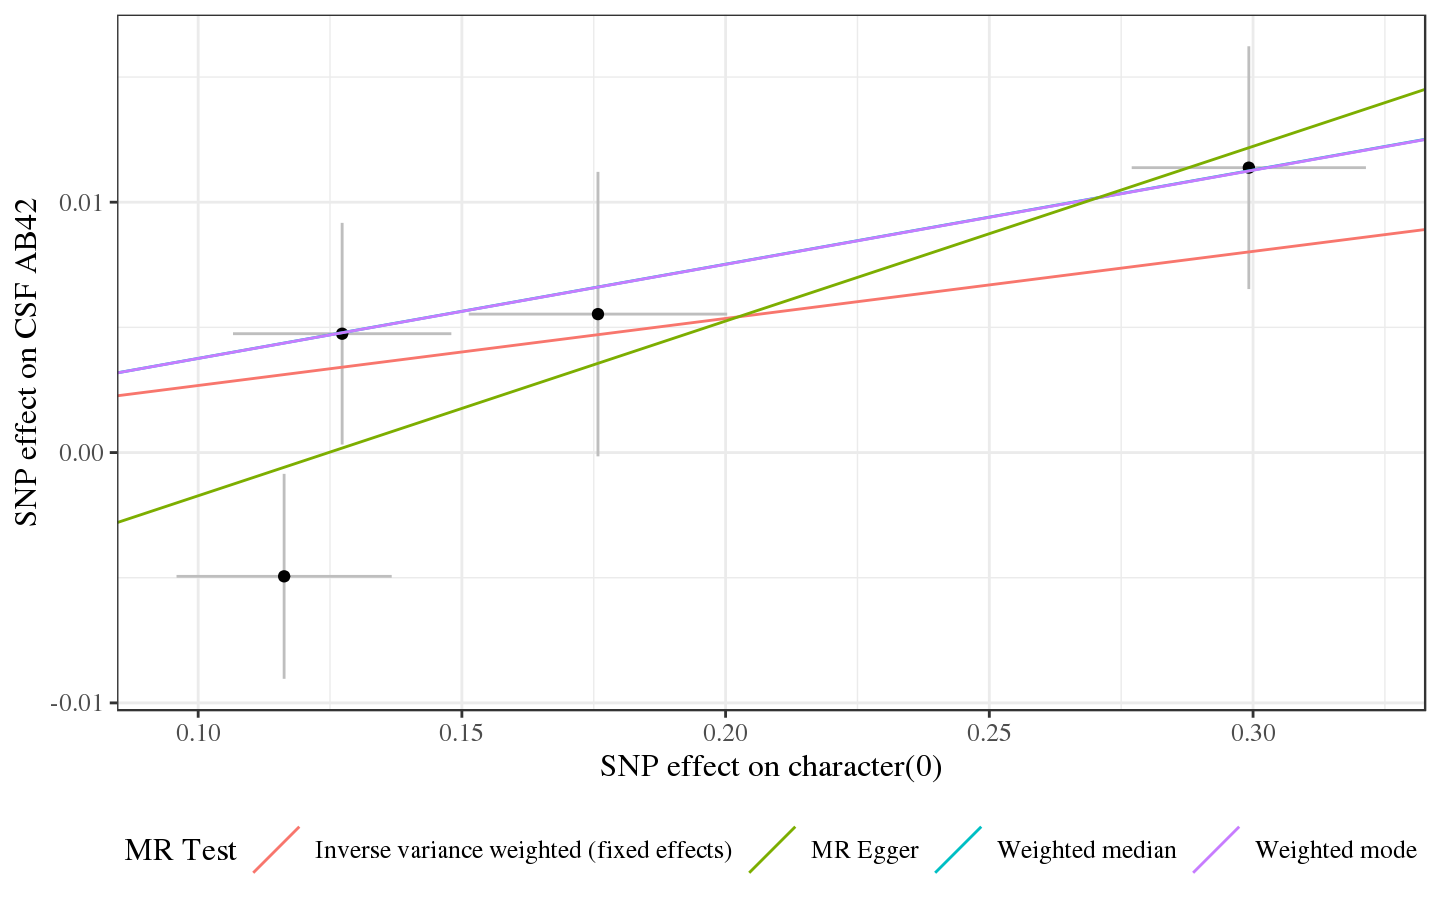 SNP effect on CSF AB42
0.01
0.00
-0.01
0.10 0.15 0.20 0.25 0.30
SNP effect on character(0)
MR Test Inverse variance weighted (fixed effects) MR Egger Weighted median Weighted mode